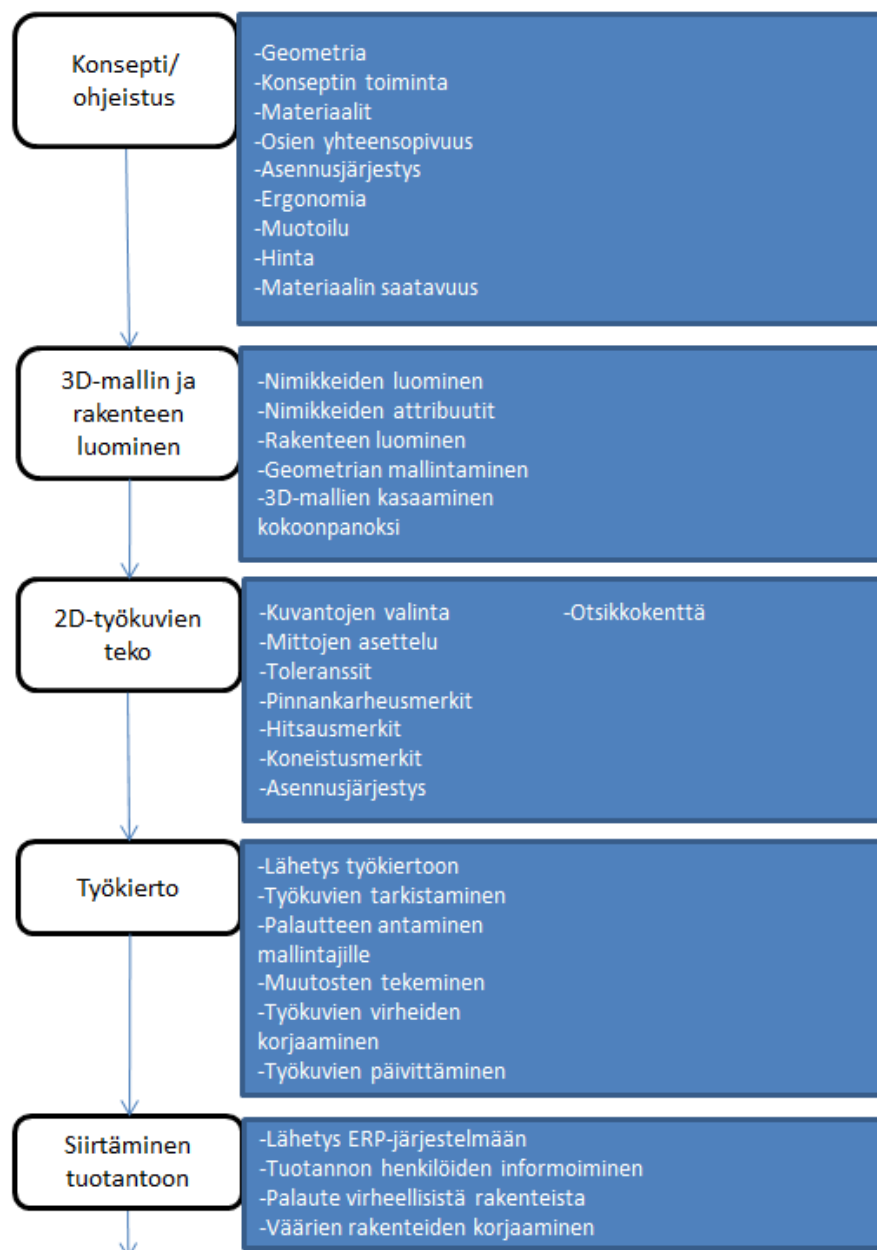 Konsepti/
ohjeistus
-Geometria
-Konseptin toiminta
-Materiaalit
-Osien yhteensopivuus
-Asennusjärjestys
-Ergonomia
-Muotoilu
-Hinta
-Materiaalin saatavuus
3D-mallin ja
rakenteen
luominen
-Nimikkeiden luominen
-Nimikkeiden attribuutit
-Rakenteen luominen
-Geometrian mallintaminen
-3D-mallien kasaaminen
kokoonpanoksi
2D-työkuvien
teko
-Kuvantojen valinta
-Mittojen asettelu
-Toleranssit
-Pinnankarheusmerkit
-Hitsausmerkit
-Koneistusmerkit
-Asennusjärjestys
-Otsikkokenttä
Työkierto
-Lähetys työkiertoon
-Työkuvien tarkistaminen
-Palautteen antaminen
mallintajille
-Muutosten tekeminen
-Työkuvien virheiden
korjaaminen
-Työkuvien päivittäminen
Siirtäminen
tuotantoon
-Lähetys ERP-järjestelmään
-Tuotannon henkilöiden informoiminen
-Palaute virheellisistä rakenteista
-Väärien rakenteiden korjaaminen